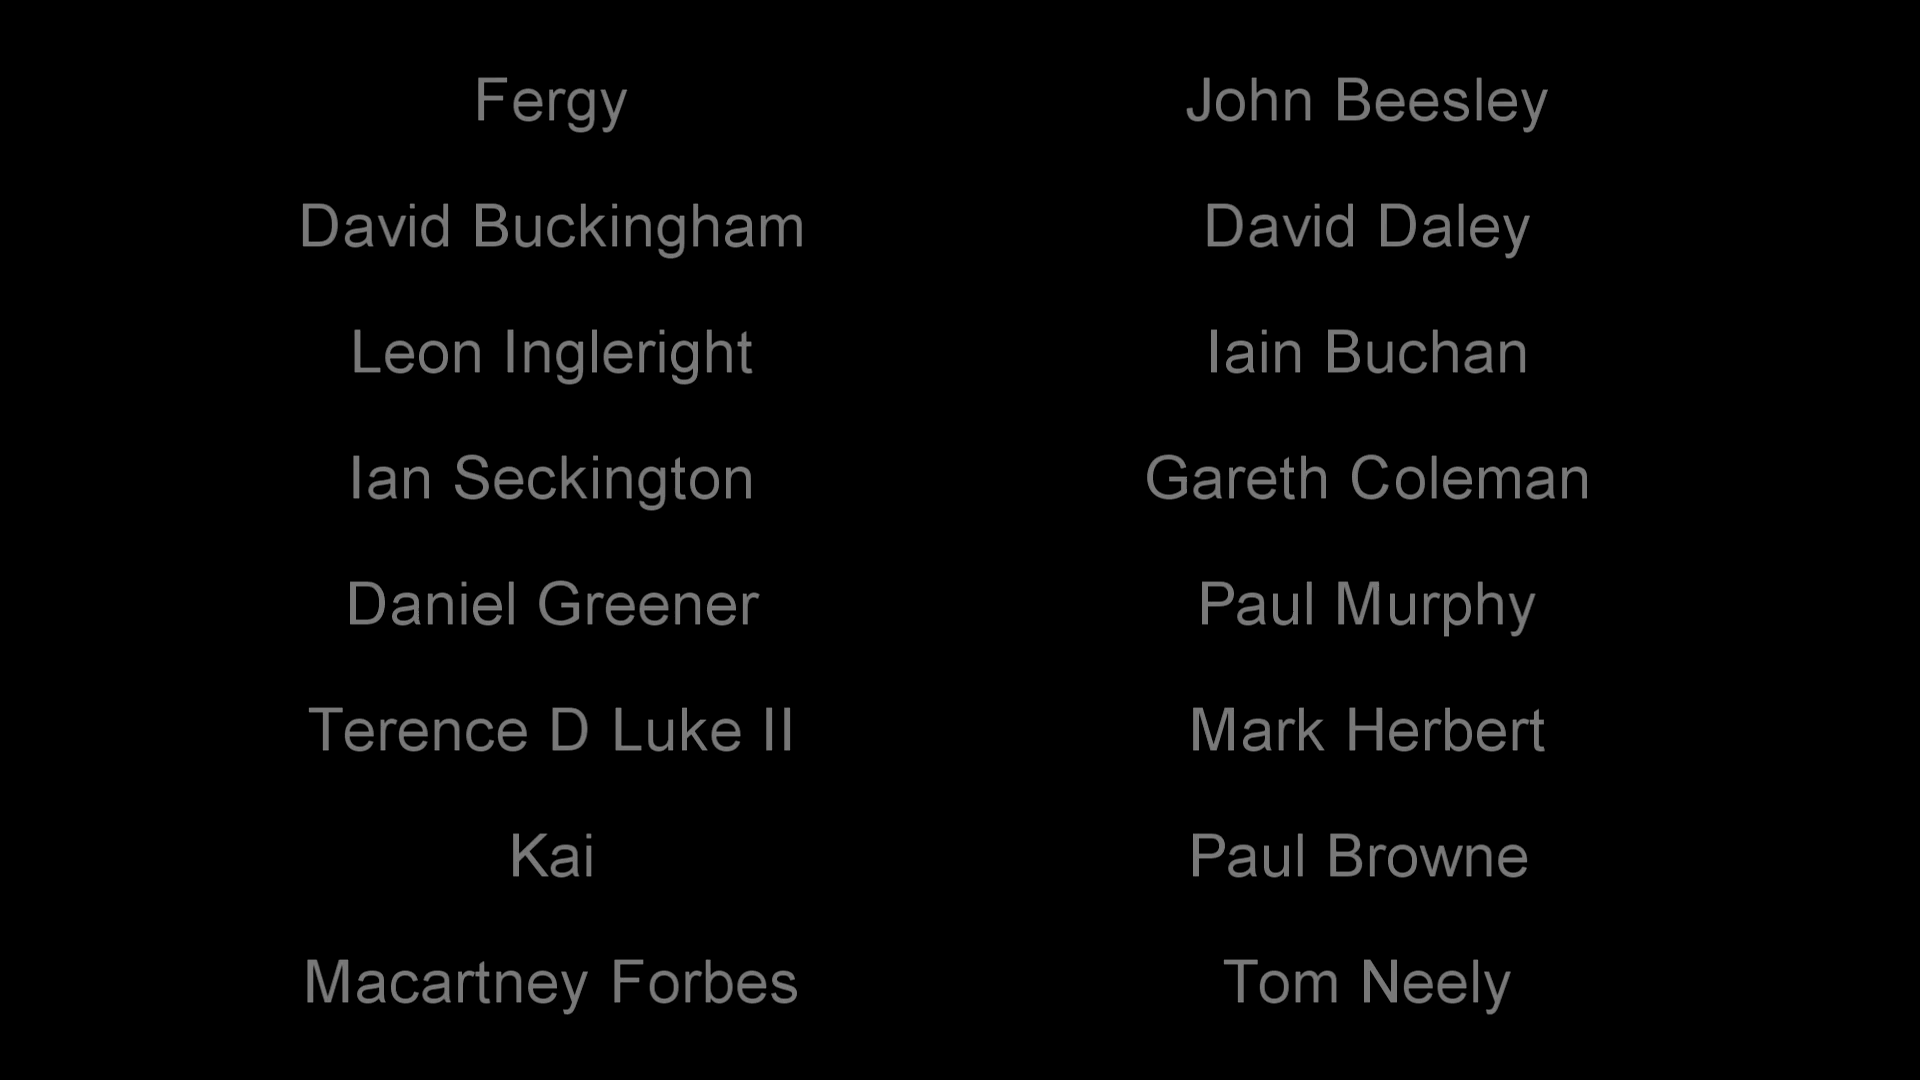 Fergy
John Beesley
David Buckingham
David Daley
Leon Ingleright
Iain Buchan
Ian Seckington
Gareth Coleman
Daniel Greener
Paul Murphy
Terence D Luke II
Mark Herbert
Kai
Paul Browne
Macartney Forbes
Tom Neely